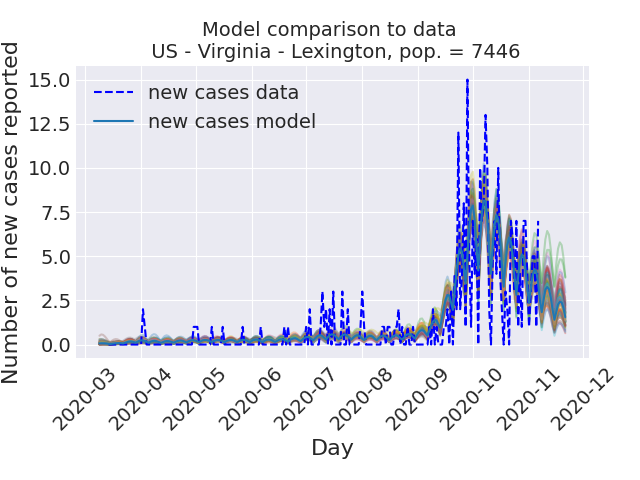 Model comparison to data
US - Virginia - Lexington, pop. = 7446
Number of new cases reported
15.0
12.5
10.0
7.5
5.0
2.5
0.0
new cases data
new cases model
2020-03
2020-04
2020-05
2020-06
2020-07
2020-08
2020-09
2020-10
2020-11
2020-12
Day